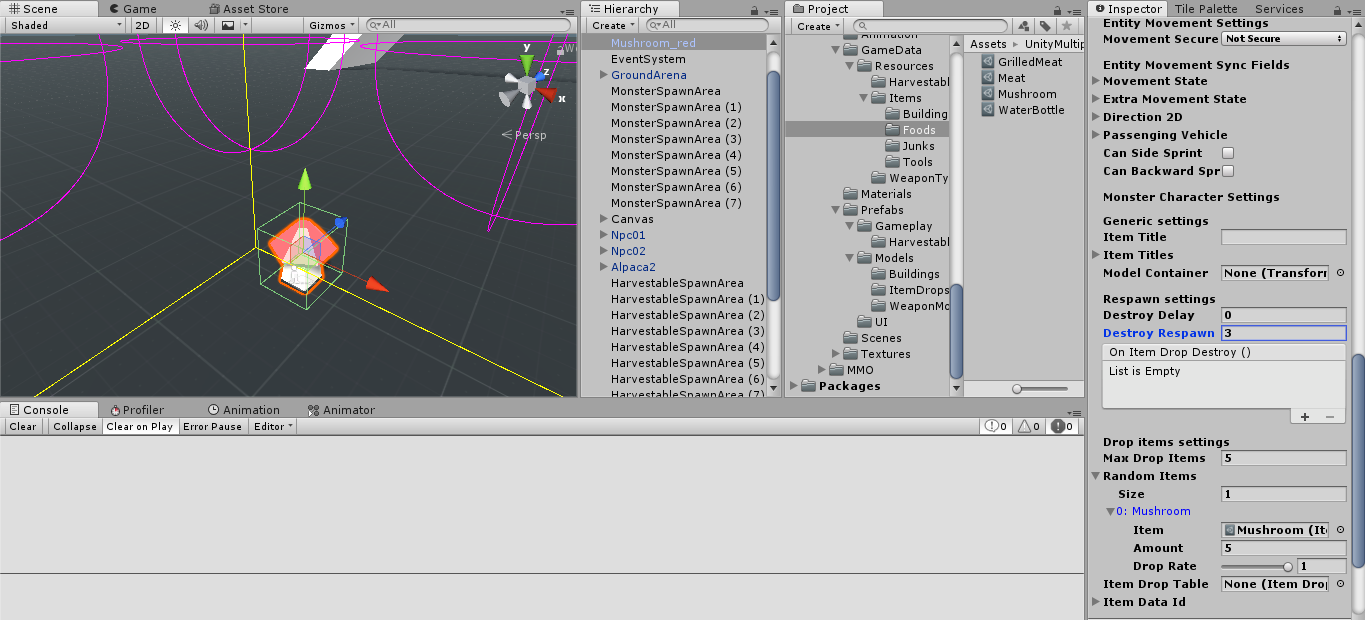 Scene
Game
Asset Store
Shaded
2D
Gizmos
All
y
z
x
Persp
Hierarchy
Create
All
Mushroom_red
EventSystem
GroundArena
MonsterSpawnArea
MonsterSpawnArea (1)
MonsterSpawnArea (2)
MonsterSpawnArea (3)
MonsterSpawnArea (4)
MonsterSpawnArea (5)
MonsterSpawnArea (6)
MonsterSpawnArea (7)
Canvas
Npc01
Npc02
Alpaca2
HarvestableSpawnArea
HarvestableSpawnArea (1)
HarvestableSpawnArea (2)
HarvestableSpawnArea (3)
HarvestableSpawnArea (4)
HarvestableSpawnArea (5)
HarvestableSpawnArea (6)
HarvestableSpawnArea (7)
Project
Create
Animation
GameData
Resources
Harvestabl
Items
Building
Foods
Junks
Tools
WeaponTy
Materials
Prefabs
Gameplay
Harvestabl
Models
Buildings
ItemDrops
WeaponMo
UI
Scenes
Textures
MMO
Packages
Assets UnityMultip
GrilledMeat
Meat
Mushroom
WaterBottle
Console
Profiler
Animation
Animator
Clear
Collapse
Clear on Play
Error Pause
Editor
0
0
0
Inspector
Tile Palette
Services
Entity Movement Settings
Movement Secure Not Secure
Entity Movement Sync Fields
Movement State
Extra Movement State
Direction 2D
Passenging Vehicle
Can Side Sprint
Can Backward Spr
Monster Character Settings
Generic settings
Item Title
Item Titles
Model Container None (Transform
Respawn settings
Destroy Delay 0
Destroy Respawn 3
On Item Drop Destroy ()
List is Empty
Drop items settings
Max Drop Items 5
Random Items
Size 1
0: Mushroom
Item Mushroom (It
Amount 5
Drop Rate 1
Item Drop Table None (Item Dro
Item Data Id